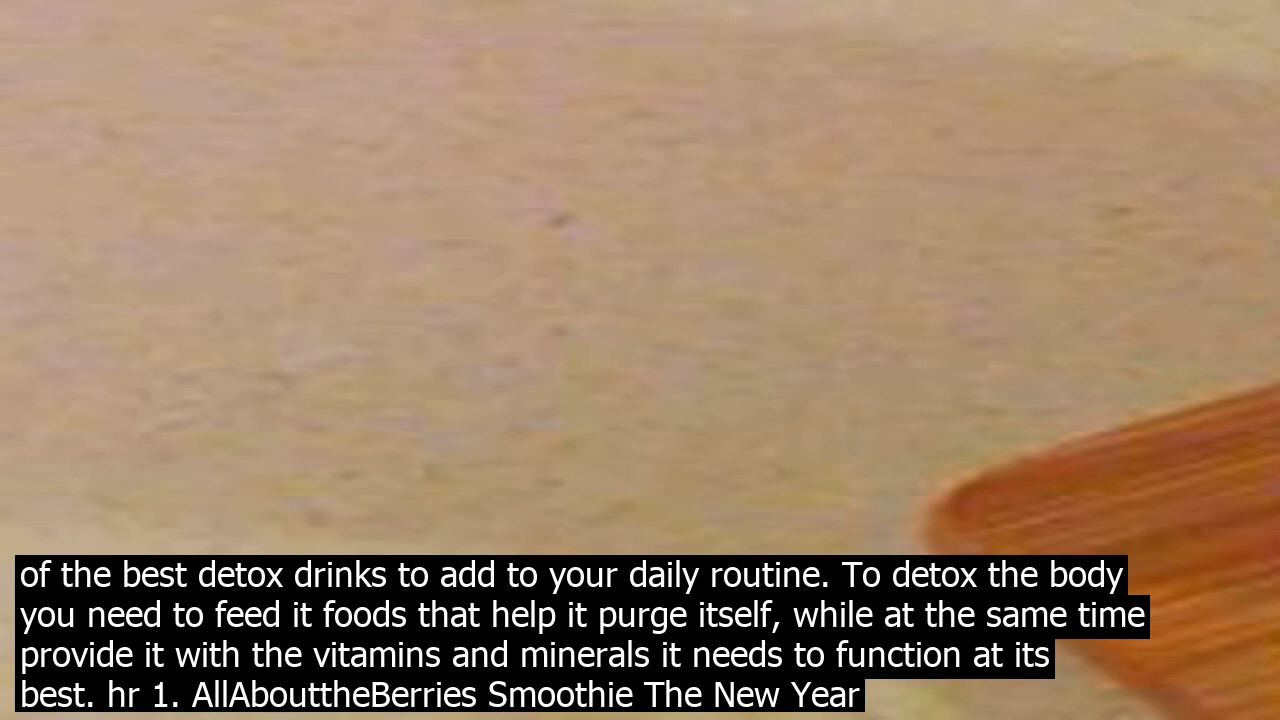 of the best detox drinks to add to your daily routine. To detox the body
you need to feed it foods that help it purge itself, while at the same time
provide it with the vitamins and minerals it needs to function at its
best. hr 1. AllAbouttheBerries Smoothie The New Year